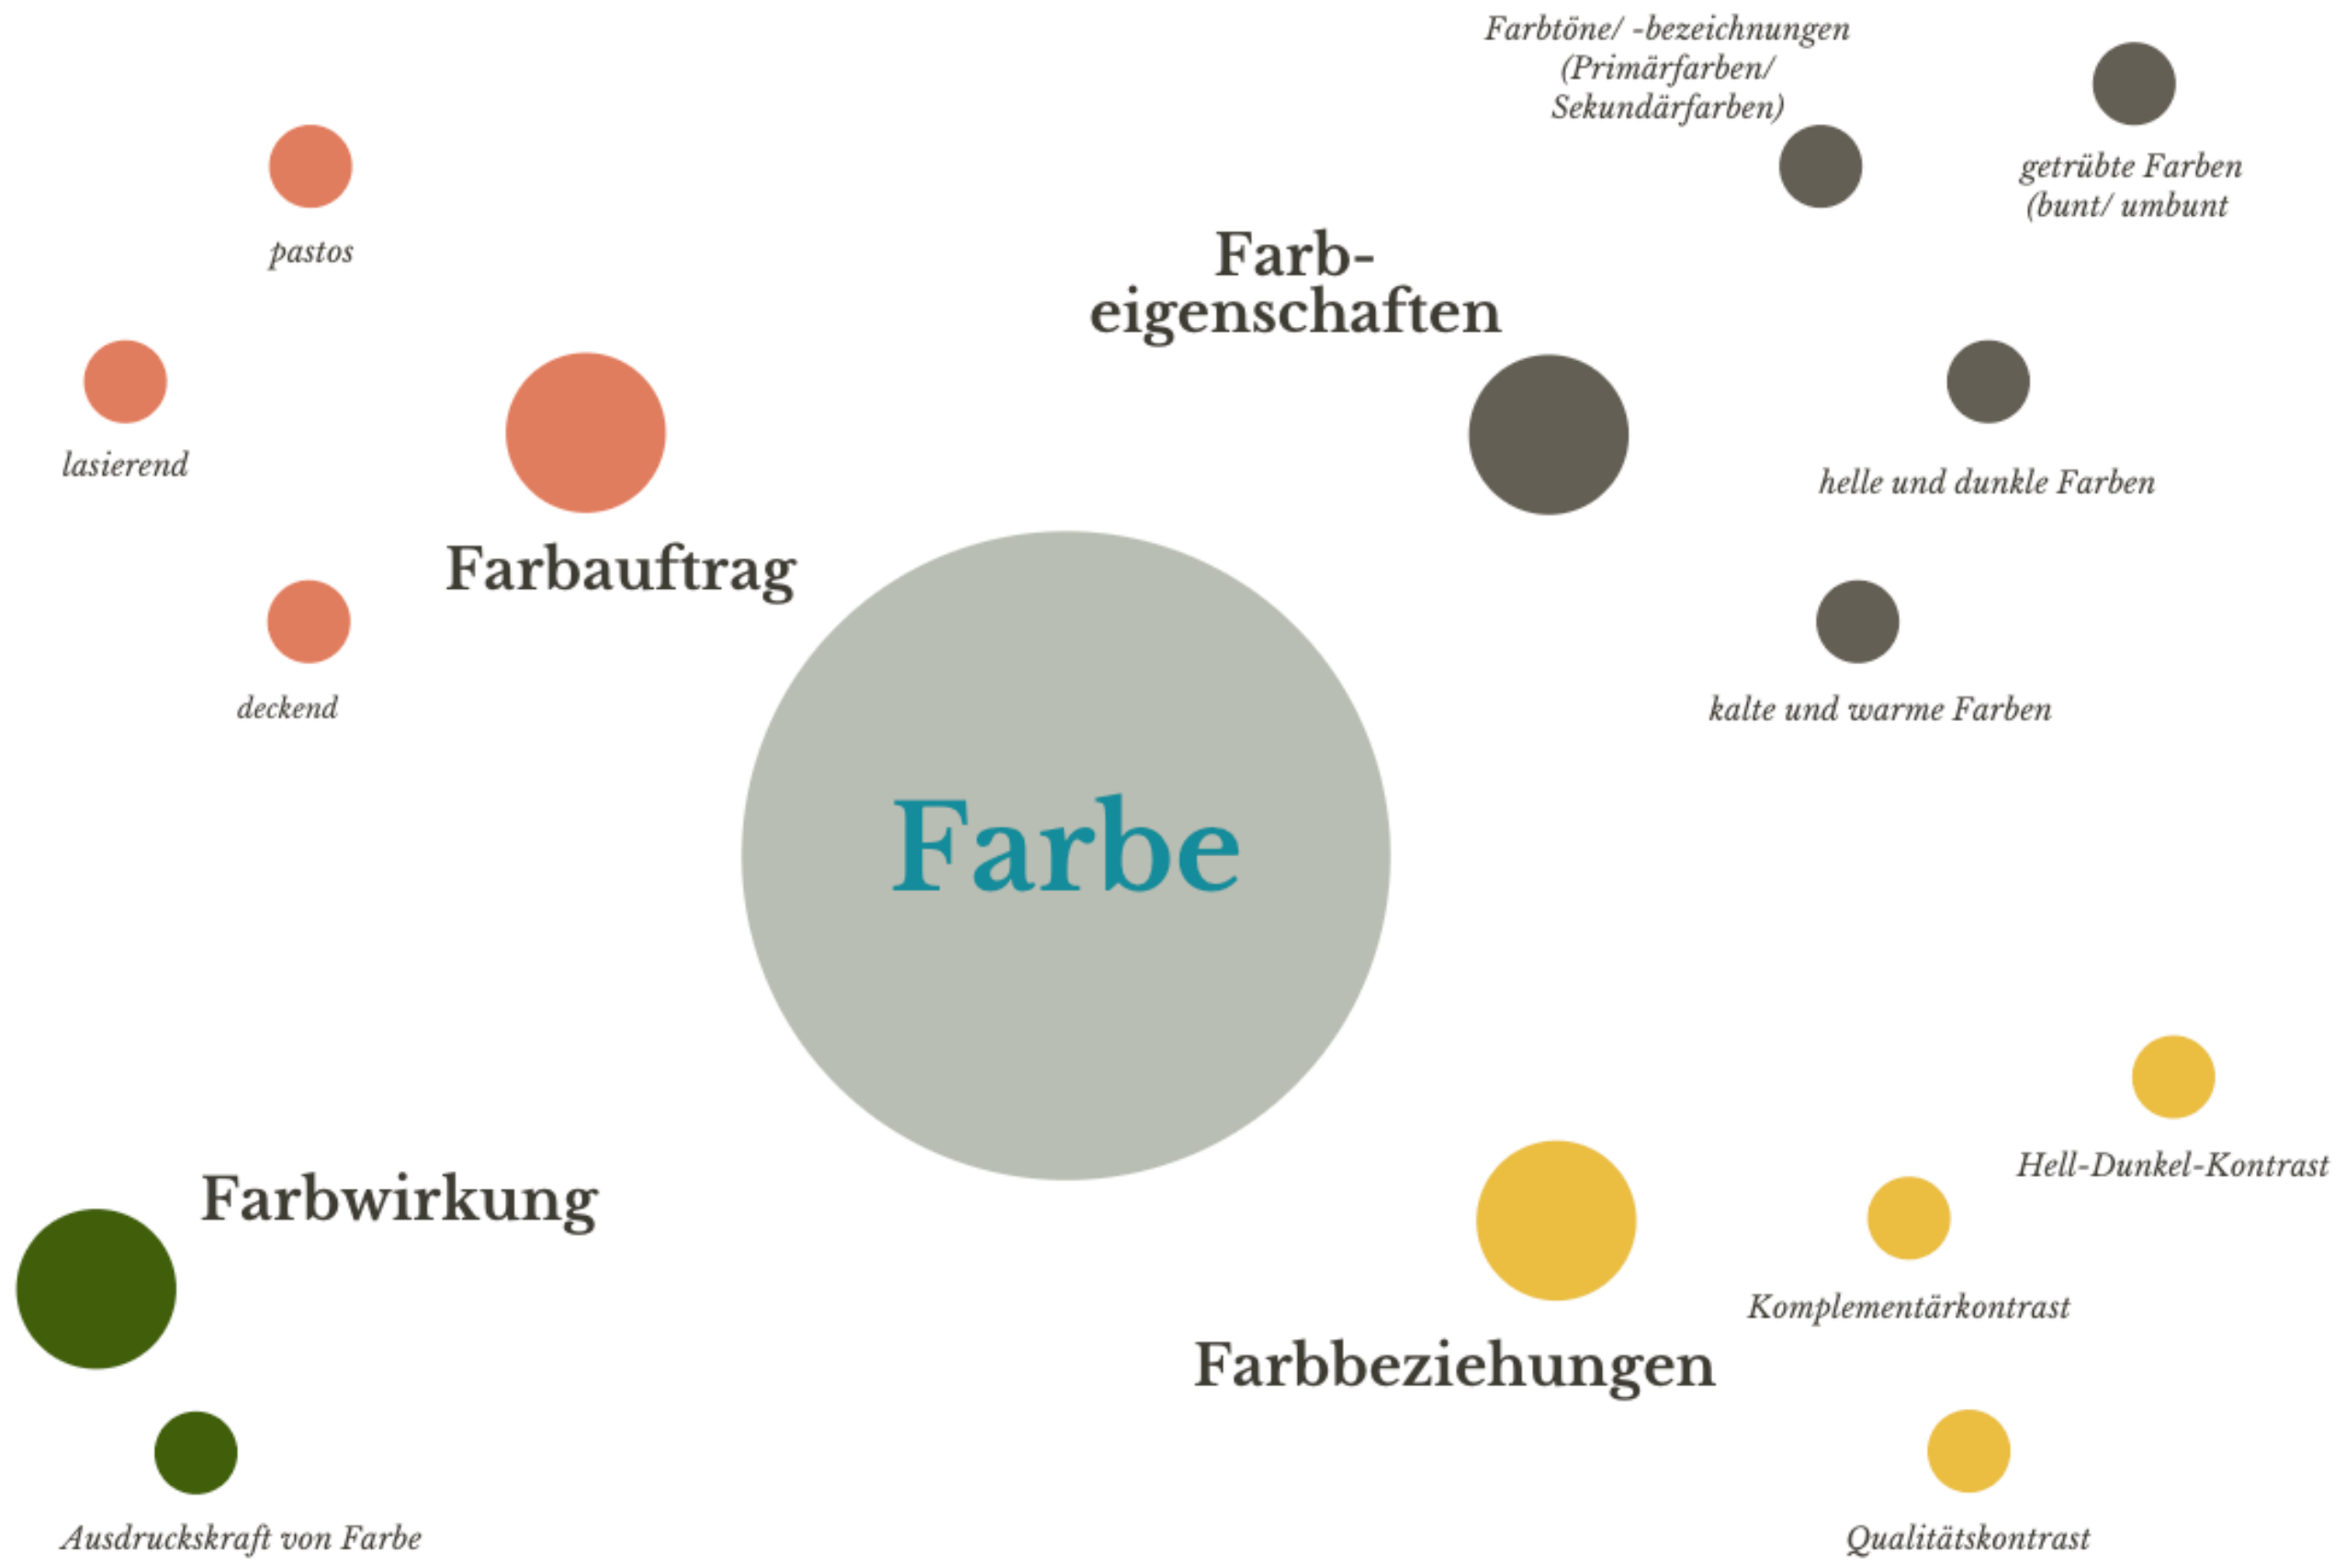 Farbtöne/ -bezeichnungen
(Primärfarben/
Sekundärfarben)
getrübte Farben
(bunt/ umbunt
pastos
Farb-
eigenschaften
lasierend
helle und dunkle Farben
Farbauftrag
deckend
kalte und warme Farben
Farbe
Hell-Dunkel-Kontrast
Farbwirkung
Komplementärkontrast
Farbbeziehungen
Ausdruckskraft von Farbe
Qualitätskontrast